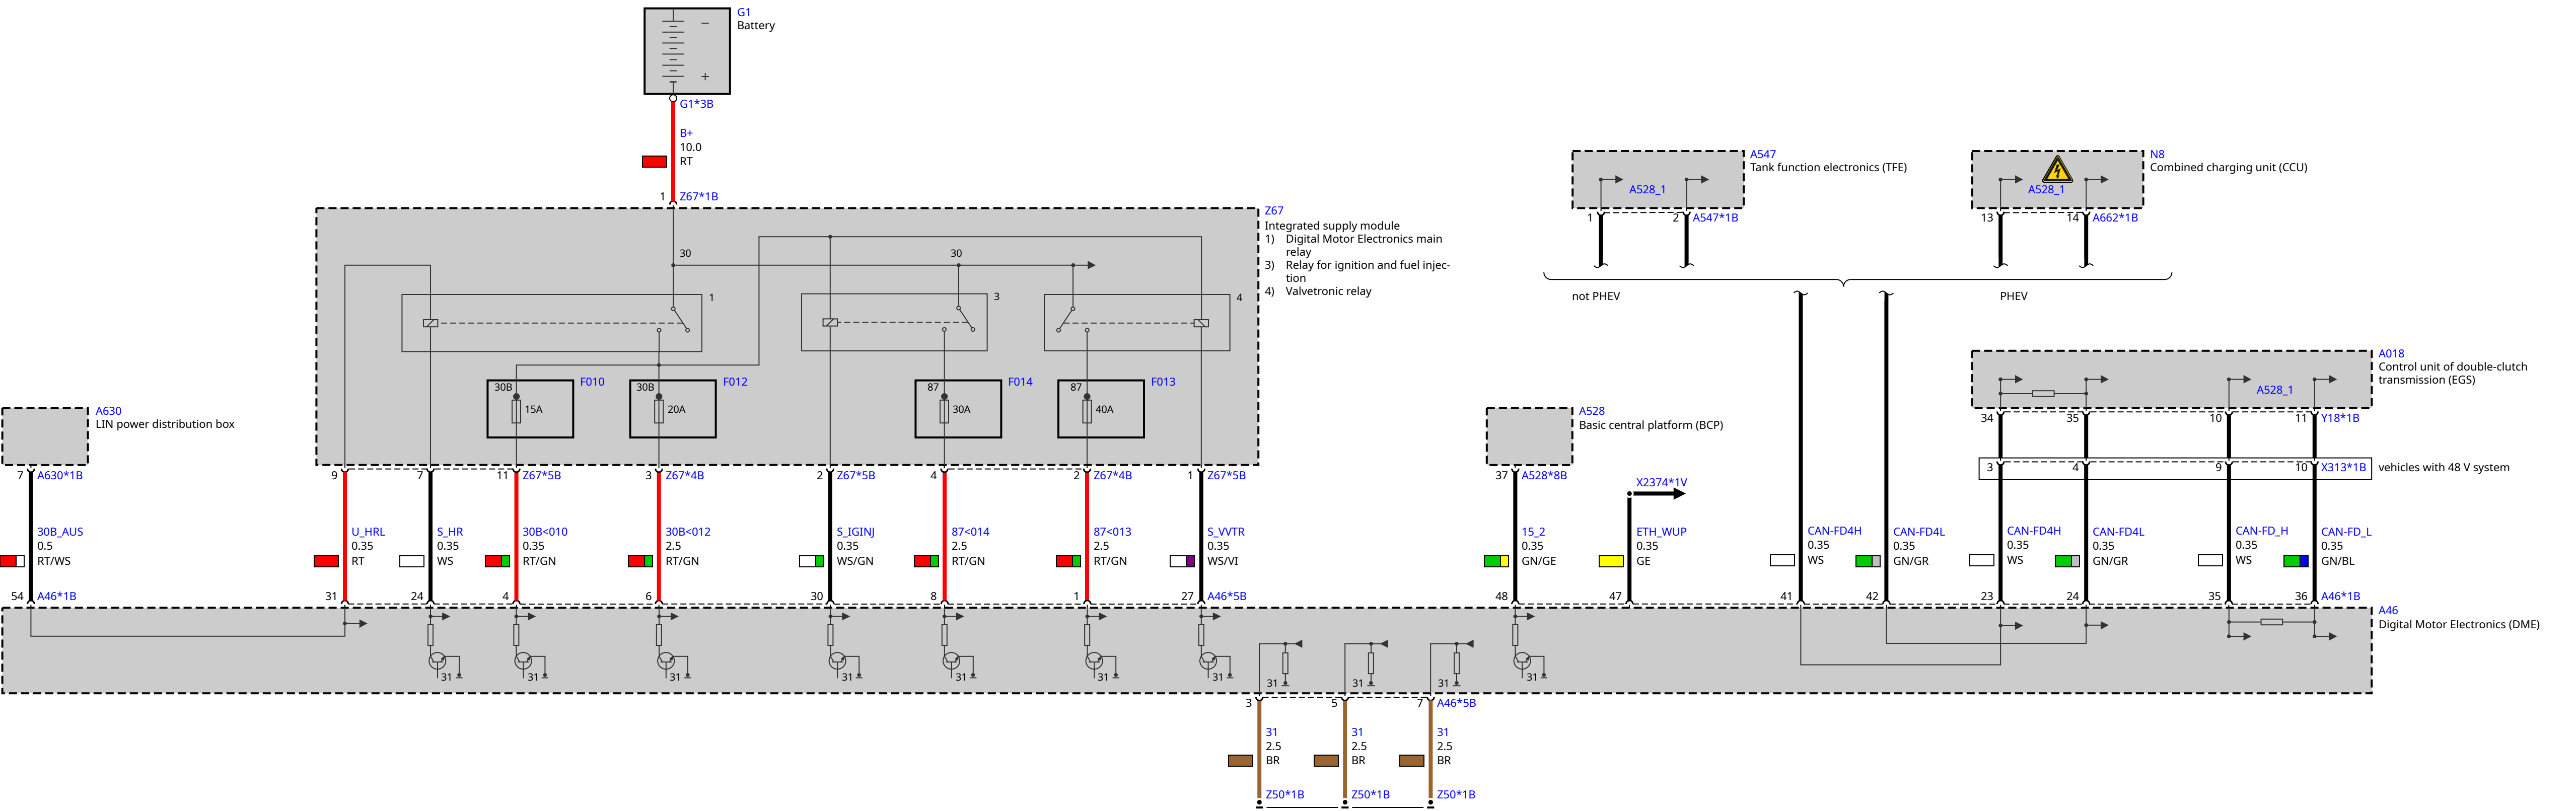 G1
Battery
−
+
G1*3B
B+
10.0
RT
1 Z67*1B
A547
Tank function electronics (TFE)
A528_1
1 2 A547*1B
N8
Combined charging unit (CCU)
A528_1
13 14 A662*1B
not PHEV PHEV
Z67
Integrated supply module
1) Digital Motor Electronics main
relay
3) Relay for ignition and fuel injec-
tion
4) Valvetronic relay
30 30
1 3 4
30B F010
15A
30B F012
20A
87 F014
30A
87 F013
40A
A630
LIN power distribution box
A528
Basic central platform (BCP)
A018
Control unit of double-clutch
transmission (EGS)
A528_1
34 35 10 11 Y18*1B
3 4 9 10 X313*1B vehicles with 48 V system
7 A630*1B 9 7 11 Z67*5B 3 Z67*4B 2 Z67*5B 4 2 Z67*4B 1 Z67*5B 37 A528*8B
X2374*1V
30B_AUS U_HRL S_HR 30B<010 30B<012 S_IGINJ 87<014 87<013 S_VVTR 15_2 ETH_WUP CAN-FD4H CAN-FD4L CAN-FD4H CAN-FD4L CAN-FD_H CAN-FD_L
0.5 0.35 0.35 0.35 2.5 0.35 2.5 2.5 0.35 0.35 0.35 0.35 0.35 0.35 0.35 0.35 0.35
RT/WS RT WS RT/GN RT/GN WS/GN RT/GN RT/GN WS/VI GN/GE GE WS GN/GR WS GN/GR WS GN/BL
54 A46*1B 31 24 4 6 30 8 1 27 A46*5B 48 47 41 42 23 24 35 36 A46*1B
A46
Digital Motor Electronics (DME)
31 31 31 31 31 31 31 31 31 31 31
3 5 7 A46*5B
31 31 31
2.5 2.5 2.5
BR BR BR
Z50*1B Z50*1B Z50*1B